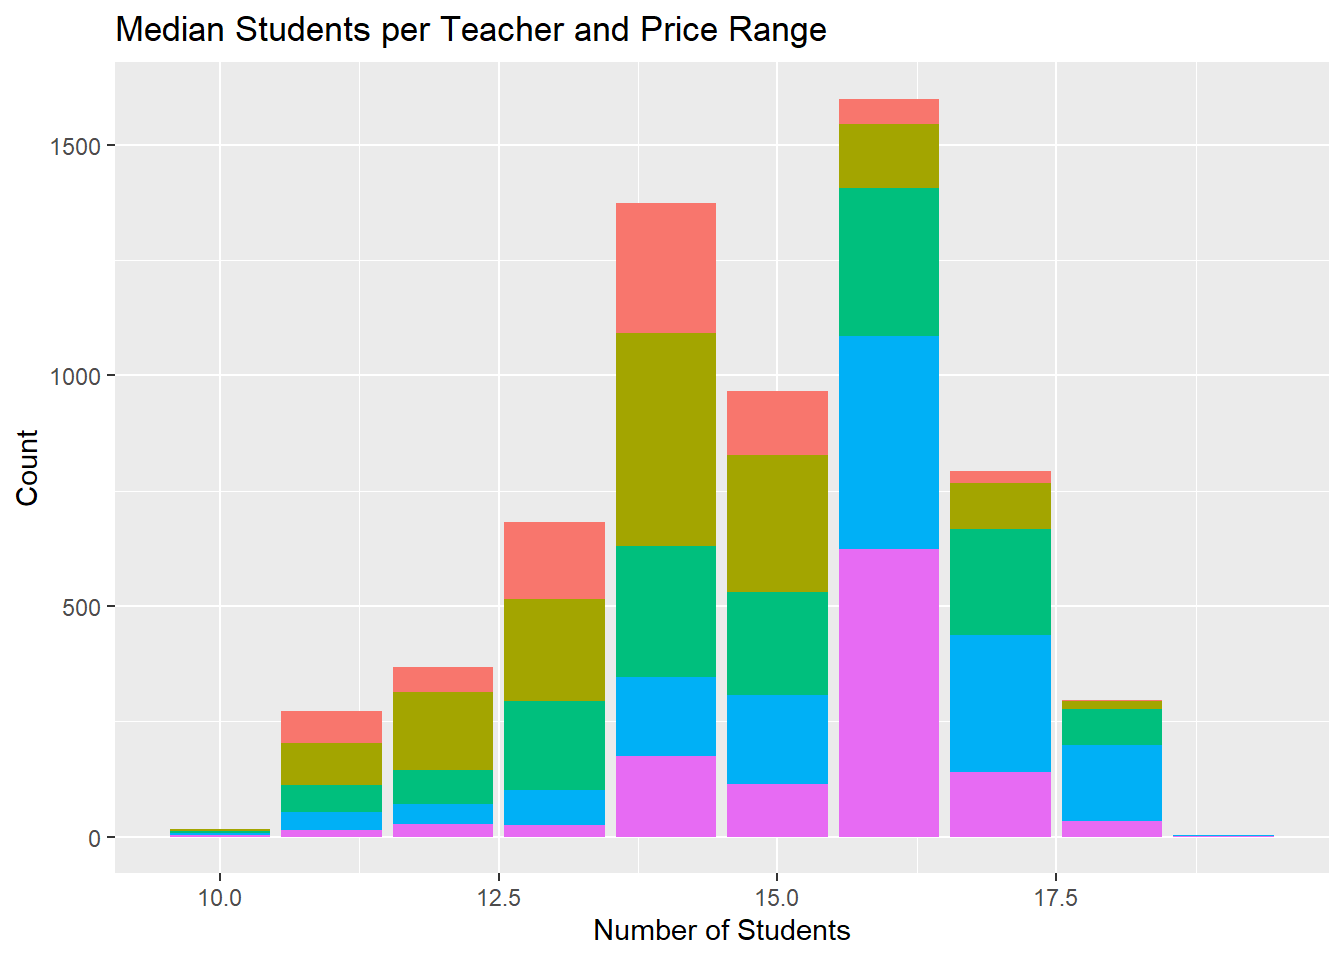 Median Students per Teacher and Price Range
1500
1000
500
0
Count
10.0 12.5 15.0 17.5
Number of Students